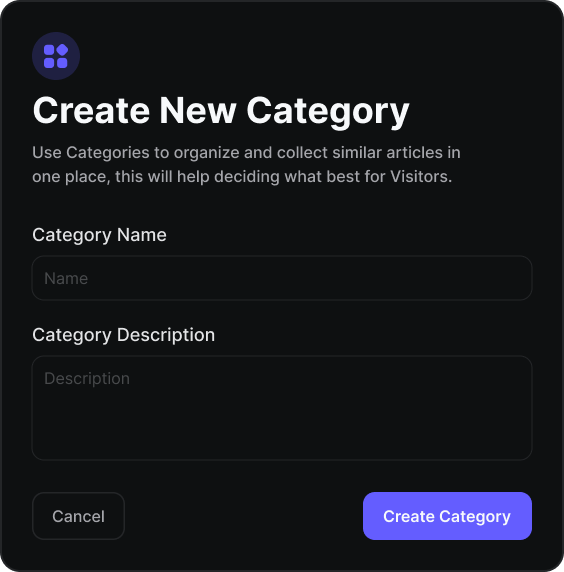 Create New Category
Use Categories to organize and collect similar articles in
one place, this will help deciding what best for Visitors.
Category Name
Name
Category Description
Description
Cancel
Create Category